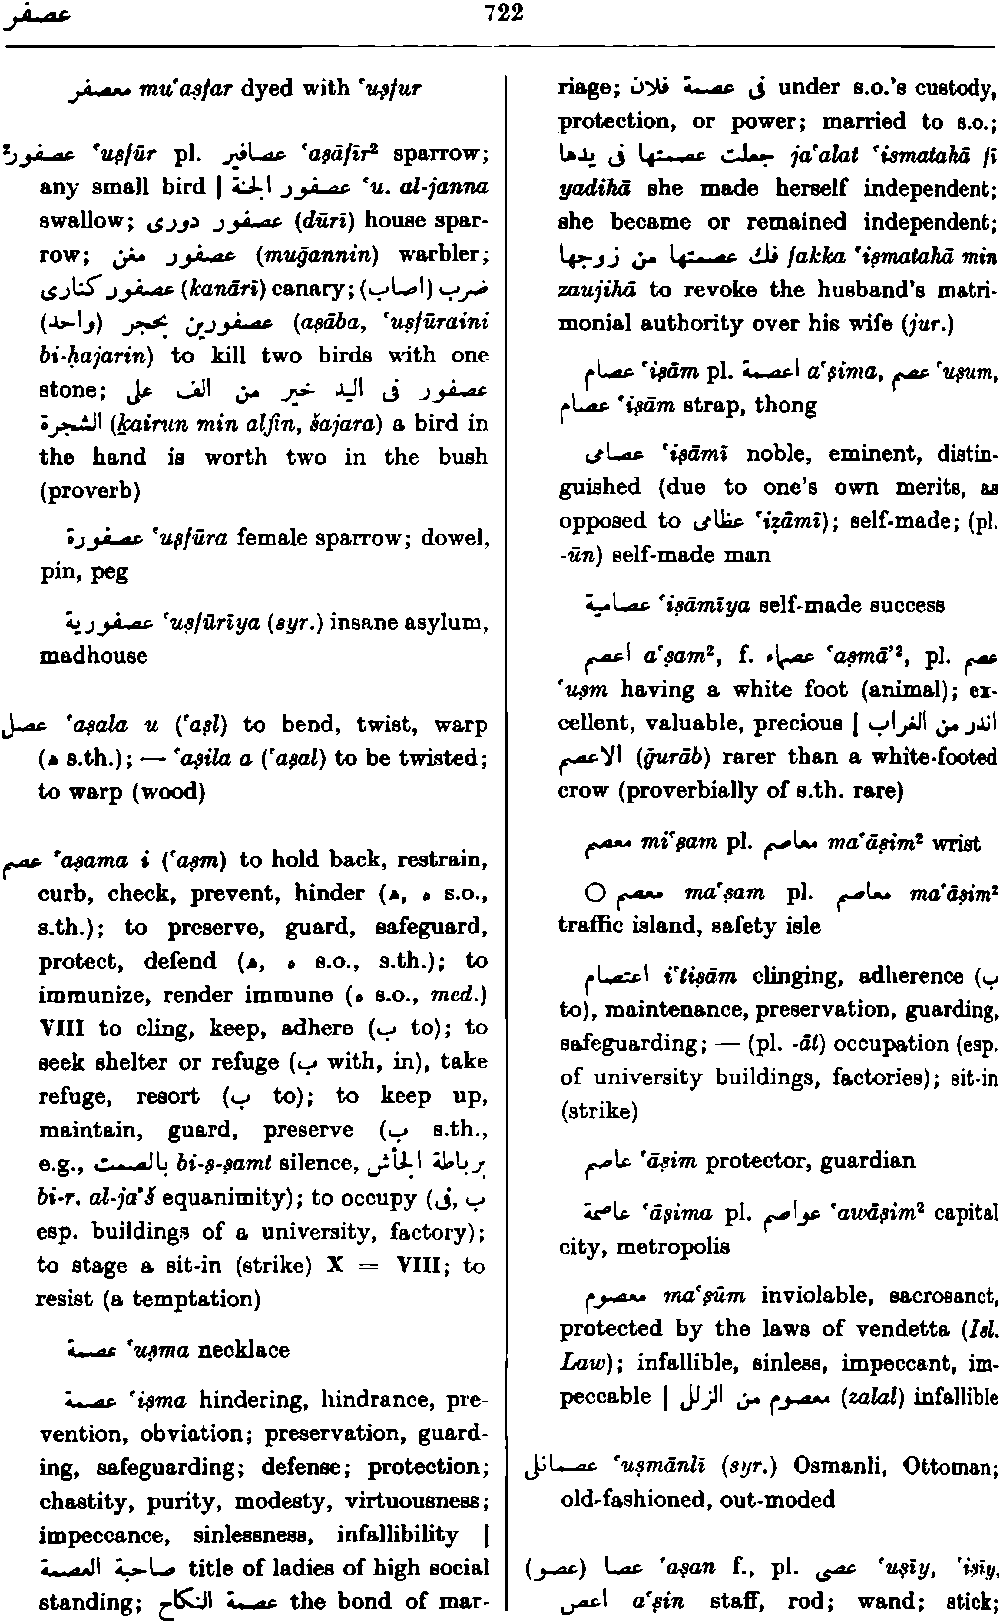 عصفر
722
معصفر mu‘aṣfar dyed with ‘uṣfur
عصفور² ‘uṣfūr pl. عصافير ‘aṣāfīr² sparrow;
any small bird | عصفور الجنة ‘u. al-janna
swallow; عصفور دورى (dūrī) house spar-
row; عصفور مغن (muḡannin) warbler;
عصفور كنارى (kanārī) canary; ضرب (اصاب)
عصفورين بحجر (واحد) (aṣāba, ‘uṣfūraini
bi-ḥajarin) to kill two birds with one
stone; عصفور فى اليد خير من الف على
الشجرة (ḵairun min alfin, šajara) a bird in
the hand is worth two in the bush
(proverb)
عصفورة ‘uṣfūra female sparrow; dowel,
pin, peg
عصفورية ‘uṣfūrīya (syr.) insane asylum,
madhouse
عصل ‘aṣala u (‘aṣl) to bend, twist, warp
(ه s.th.); — ‘aṣila a (‘aṣal) to be twisted;
to warp (wood)
عصم ‘aṣama i (‘aṣm) to hold back, restrain,
curb, check, prevent, hinder (ه, ه s.o.,
s.th.); to preserve, guard, safeguard,
protect, defend (ه, ه s.o., s.th.); to
immunize, render immune (ه s.o., med.)
VIII to cling, keep, adhere (ب to); to
seek shelter or refuge (ب with, in), take
refuge, resort (ب to); to keep up,
maintain, guard, preserve (ب s.th.,
e.g., بالصمت bi-ṣ-ṣamt silence, برباطة الجأش
bi-r. al-ja’š equanimity); to occupy (ب, فى
esp. buildings of a university, factory);
to stage a sit-in (strike) X = VIII; to
resist (a temptation)
عصمة ‘uṣma necklace
عصمة ‘iṣma hindering, hindrance, pre-
vention, obviation; preservation, guard-
ing, safeguarding; defense; protection;
chastity, purity, modesty, virtuousness;
impeccance, sinlessness, infallibility |
صاحبة العصمة title of ladies of high social
standing; عصمة النكاح the bond of mar-
riage; فى عصمة فلان under s.o.’s custody,
protection, or power; married to s.o.;
جعلت عصمتها فى يدها ja‘alat ‘ismatahā fī
yadihā she made herself independent;
she became or remained independent;
فك عصمتها من زوجها fakka ‘iṣmatahā min
zaujihā to revoke the husband’s matri-
monial authority over his wife (jur.)
عصام ‘iṣām pl. اعصمة a‘ṣima, عصم ‘uṣum,
عصام ‘iṣām strap, thong
عصامى ‘iṣāmī noble, eminent, distin-
guished (due to one’s own merits, as
opposed to عظامى ‘iẓāmī); self-made; (pl.
-ūn) self-made man
عصامية ‘iṣāmīya self-made success
اعصم a‘ṣam², f. عصماء ‘aṣmā’², pl. عصم
‘uṣm having a white foot (animal); ex-
cellent, valuable, precious | اندر من الغراب
الاعصم (ḡurāb) rarer than a white-footed
crow (proverbially of s.th. rare)
معصم mi‘ṣam pl. معاصم ma‘āṣim² wrist
O معصم ma‘ṣam pl. معاصم ma‘āṣim²
traffic island, safety isle
اعتصام i‘tiṣām clinging, adherence (ب
to), maintenance, preservation, guarding,
safeguarding; — (pl. -āt) occupation (esp.
of university buildings, factories); sit-in
(strike)
عاصم ‘āṣim protector, guardian
عاصمة ‘āṣima pl. عواصم ‘awāṣim² capital
city, metropolis
معصوم ma‘ṣūm inviolable, sacrosanct,
protected by the laws of vendetta (Isl.
Law); infallible, sinless, impeccant, im-
peccable | معصوم من الزلل (zalal) infallible
عصمانلى ‘uṣmānlī (syr.) Osmanli, Ottoman;
old-fashioned, out-moded
(عصو) عصا ‘aṣan f., pl. عصى ‘uṣīy, ‘iṣīy,
اعص a‘ṣin staff, rod; wand; stick;